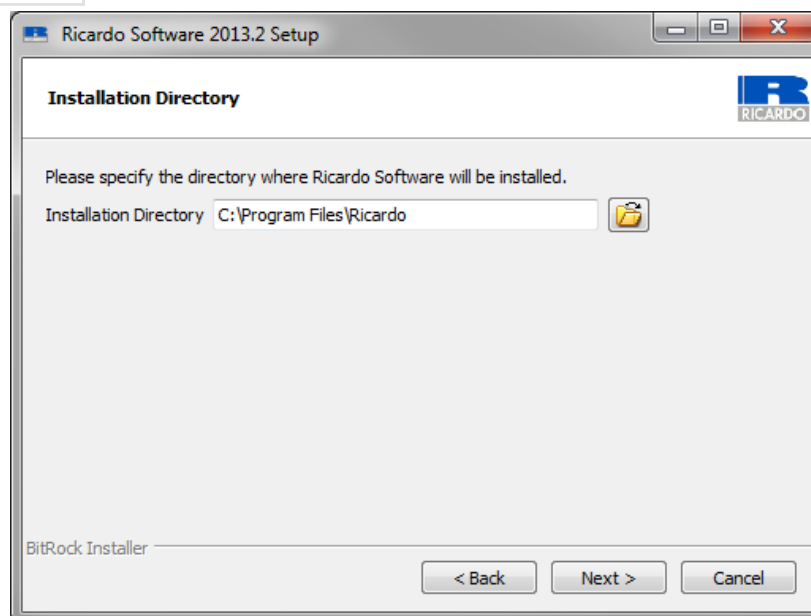 Ricardo Software 2013.2 Setup
Installation Directory
RICARDO
Please specify the directory where Ricardo Software will be installed.
Installation Directory C:\Program Files\Ricardo
BitRock Installer
< Back Next > Cancel